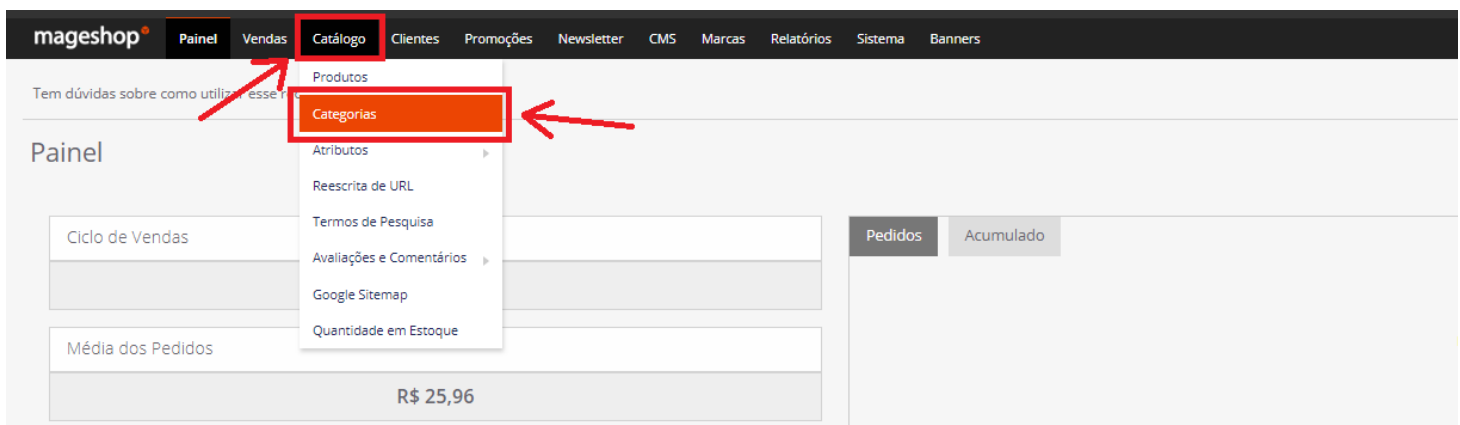 mageshop Painel Vendas Catálogo Clientes Promoções Newsletter CMS Marcas Relatórios Sistema Banners
Tem dúvidas sobre como utilizar esse
Produtos
Categorias
Atributos
Reescrita de URL
Termos de Pesquisa
Avaliações e Comentários
Google Sitemap
Quantidade em Estoque
Painel
Ciclo de Vendas
Média dos Pedidos
R$ 25,96
Pedidos Acumulado